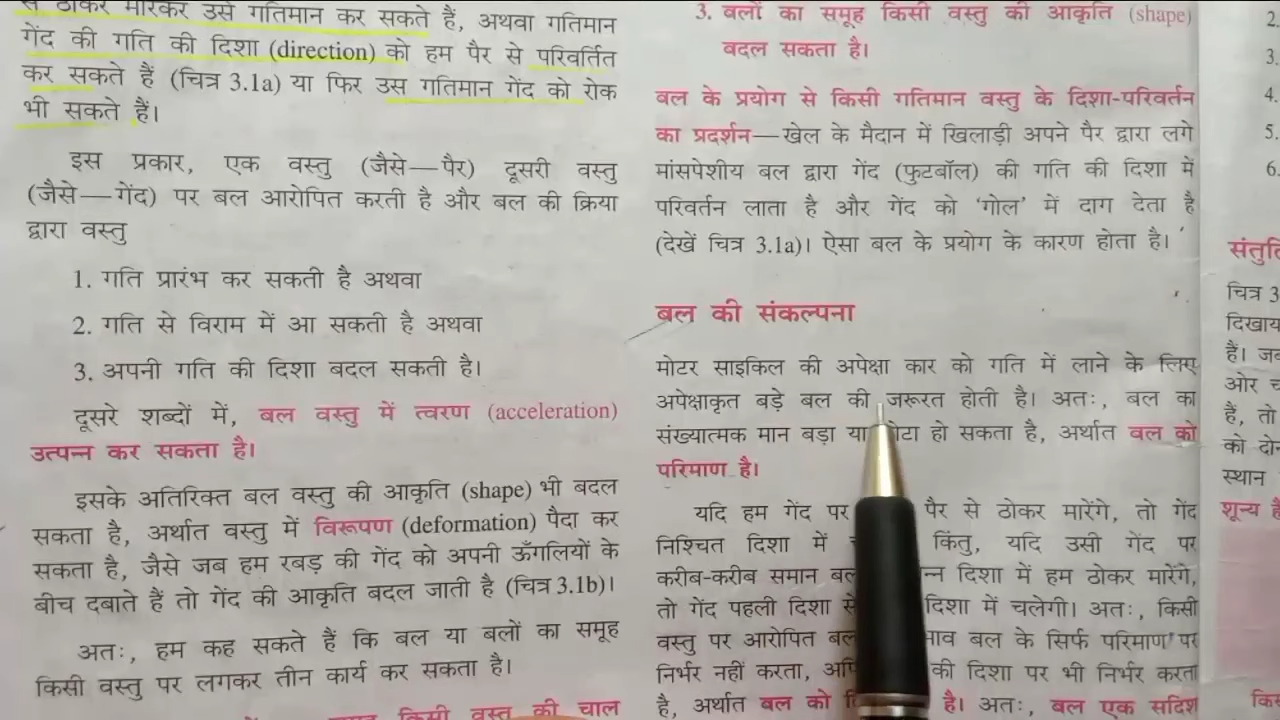 से ठोकर मारकर उसे गतिमान कर सकते हैं, अथवा गतिमान
गेंद की गति की दिशा (direction) को हम पैर से परिवर्तित
कर सकते हैं (चित्र 3.1a) या फिर उस गतिमान गेंद को रोक
भी सकते हैं।
इस प्रकार, एक वस्तु (जैसे—पैर) दूसरी वस्तु
(जैसे—गेंद) पर बल आरोपित करती है और बल की क्रिया
द्वारा वस्तु
1. गति प्रारंभ कर सकती है अथवा
2. गति से विराम में आ सकती है अथवा
3. अपनी गति की दिशा बदल सकती है।
दूसरे शब्दों में, बल वस्तु में त्वरण (acceleration)
उत्पन्न कर सकता है।
इसके अतिरिक्त बल वस्तु की आकृति (shape) भी बदल
सकता है, अर्थात वस्तु में विरूपण (deformation) पैदा कर
सकता है, जैसे जब हम रबड़ की गेंद को अपनी ऊँगलियों के
बीच दबाते हैं तो गेंद की आकृति बदल जाती है (चित्र 3.1b)।
अतः, हम कह सकते हैं कि बल या बलों का समूह
किसी वस्तु पर लगकर तीन कार्य कर सकता है।
किसी वस्तु की चाल
3. बलों का समूह किसी वस्तु की आकृति (shape)
बदल सकता है।
बल के प्रयोग से किसी गतिमान वस्तु के दिशा-परिवर्तन
का प्रदर्शन—खेल के मैदान में खिलाड़ी अपने पैर द्वारा लगे
मांसपेशीय बल द्वारा गेंद (फुटबॉल) की गति की दिशा में
परिवर्तन लाता है और गेंद को 'गोल' में दाग देता है
(देखें चित्र 3.1a)। ऐसा बल के प्रयोग के कारण होता है।
बल की संकल्पना
मोटर साइकिल की अपेक्षा कार को गति में लाने के लिए
अपेक्षाकृत बड़े बल की जरूरत होती है। अतः, बल का
संख्यात्मक मान बड़ा या हो सकता है, अर्थात बल को
परिमाण है।
यदि हम गेंद पर पैर से ठोकर मारेंगे, तो गेंद
निश्चित दिशा में किंतु, यदि उसी गेंद पर
करीब-करीब समान बल दिशा में हम ठोकर मारेंगे,
तो गेंद पहली दिशा से दिशा में चलेगी। अतः, किसी
वस्तु पर आरोपित बल बल के सिर्फ परिमाण पर
निर्भर नहीं करता, की दिशा पर भी निर्भर करता
है, अर्थात बल को है। अतः, बल एक सदिश
2
3.
4.
5.
6.
चित्र 3
हैं। जब
ओर
हैं, तो
को दो
स्थान
शून्य है